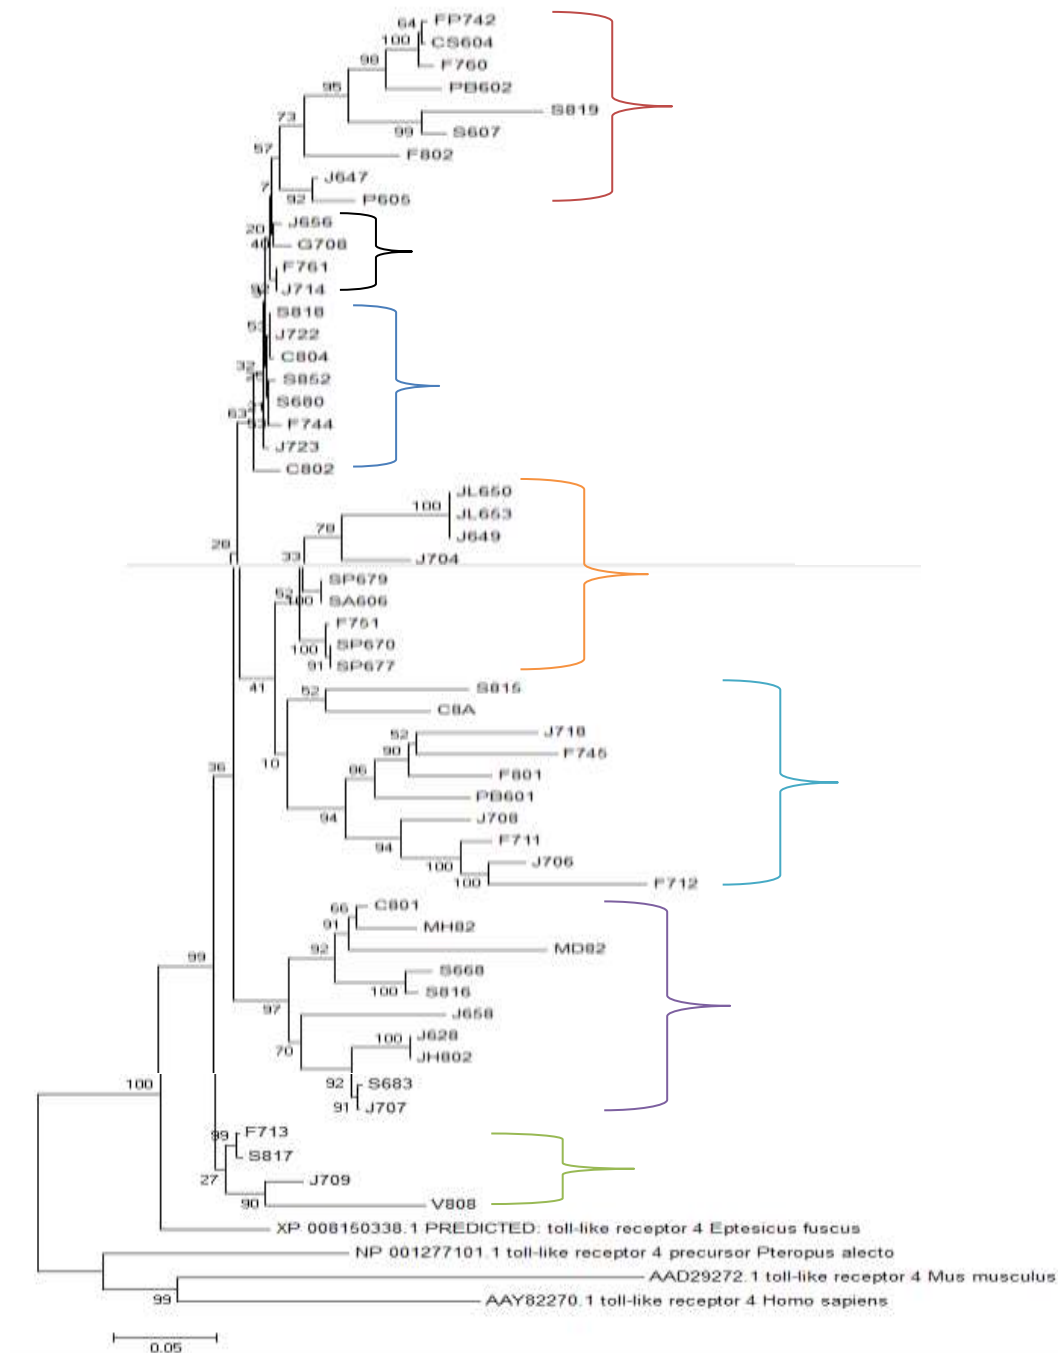 64 FP742
100 CS604
98 F760
95 PB602
S819
73 99 S607
57 F802
7 J647
92 P605
20 J656
40 G708
F761
92 J714
S818
53 J722
C804
32 S852
S680
63 53 F744
J723
C802
JL650
100 JL653
78 J649
28 33 J704
SP679
52 100 SA606
F751
100 SP670
91 SP677
41 52 S815
C8A
52 J718
90 F745
36 10 86 F801
PB601
94 J708
94 F711
100 J706
100 F712
66 C801
91 MH82
92 MD82
99 S668
100 S816
97 J658
100 J628
70 JH802
100 92 S683
91 J707
99 F713
S817
27 J709
90 V808
XP 008150338.1 PREDICTED: toll-like receptor 4 Eptesicus fuscus
NP 001277101.1 toll-like receptor 4 precursor Pteropus alecto
AAD29272.1 toll-like receptor 4 Mus musculus
99 AAY82270.1 toll-like receptor 4 Homo sapiens
0.05